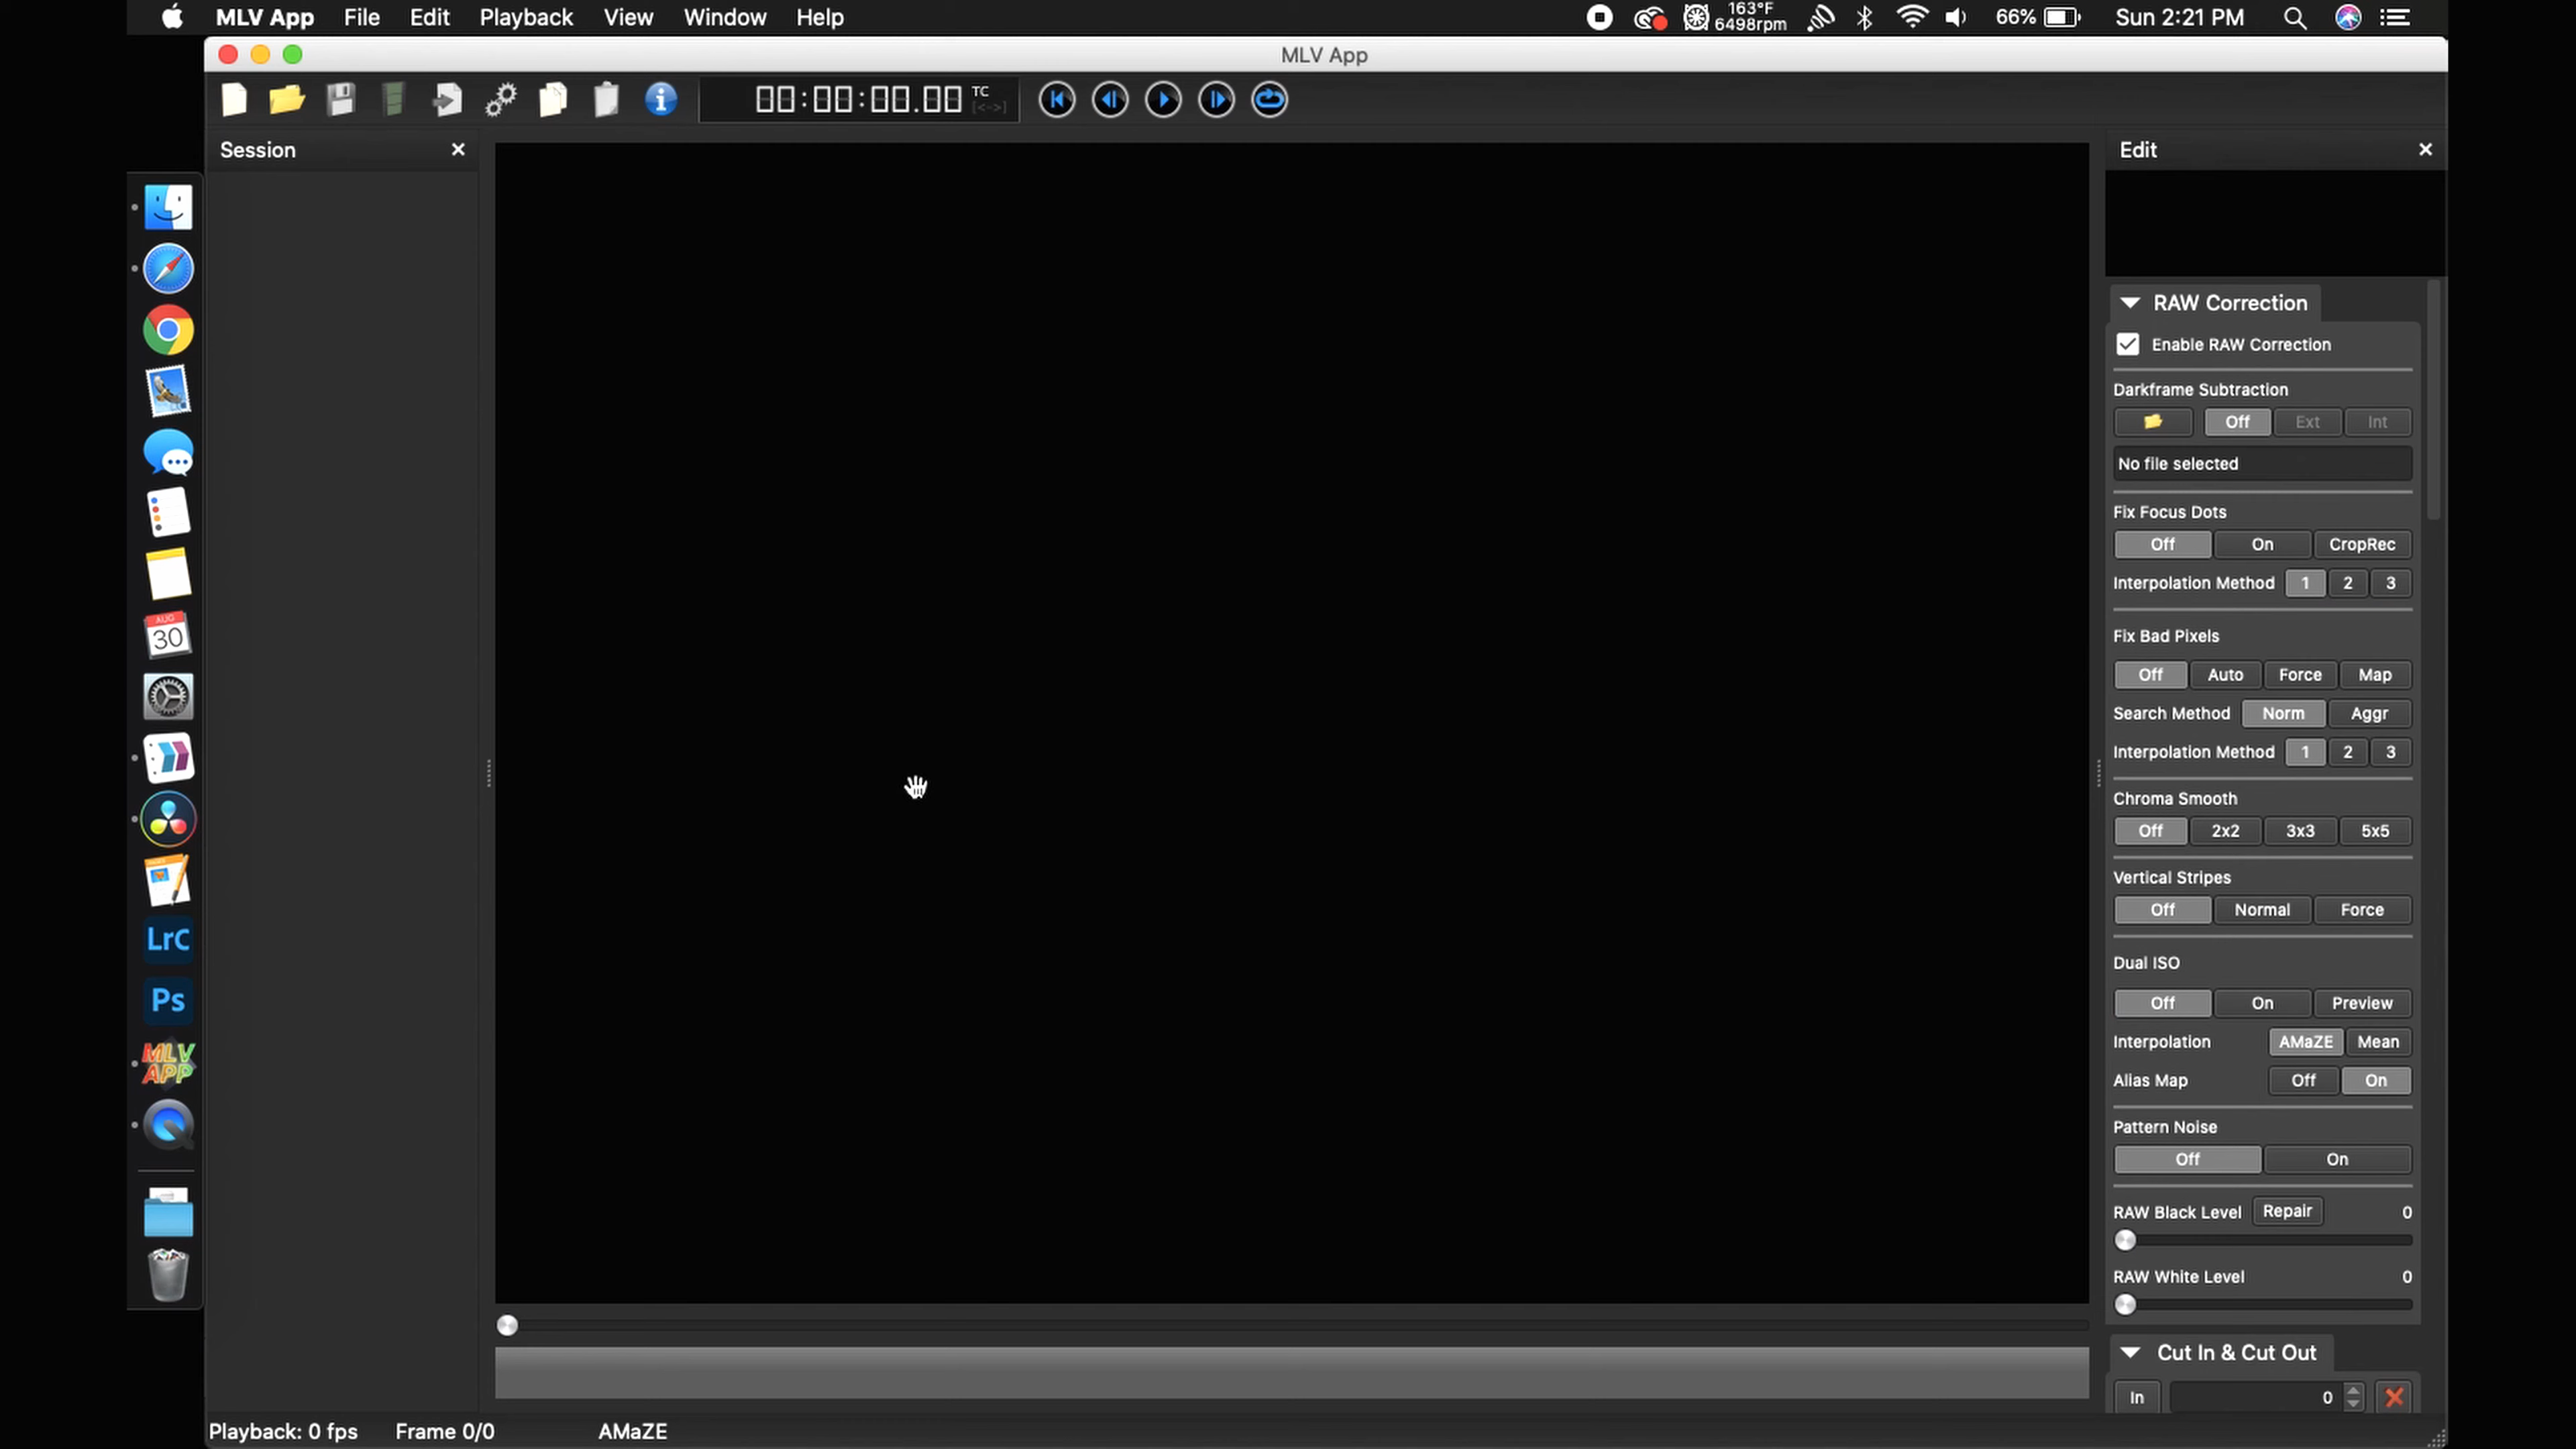 MLV App File Edit Playback View Window Help 163°F 6498rpm 66% Sun 2:21 PM
MLV App
00:00:00.00 TC [<->]
Session
Edit
RAW Correction
Enable RAW Correction
Darkframe Subtraction
Off Ext Int
No file selected
Fix Focus Dots
Off On CropRec
Interpolation Method 1 2 3
Fix Bad Pixels
Off Auto Force Map
Search Method Norm Aggr
Interpolation Method 1 2 3
Chroma Smooth
Off 2x2 3x3 5x5
Vertical Stripes
Off Normal Force
Dual ISO
Off On Preview
Interpolation AMaZE Mean
Alias Map Off On
Pattern Noise
Off On
RAW Black Level Repair 0
RAW White Level 0
Cut In & Cut Out
In 0
AUG
30
LrC
Ps
MLV
APP
Playback: 0 fps Frame 0/0 AMaZE